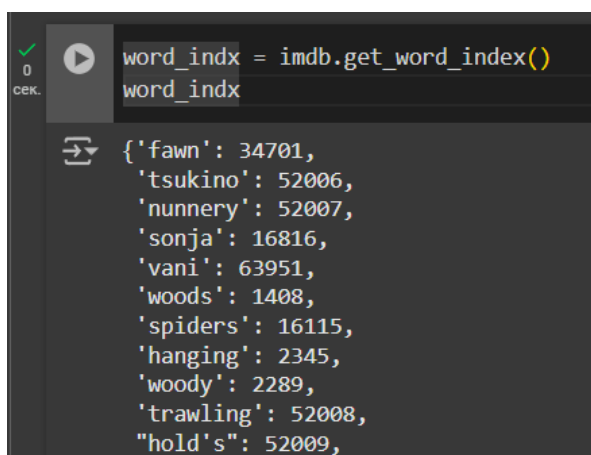 word_indx = imdb.get_word_index()
0
сек.
word_indx
{'fawn': 34701,
'tsukino': 52006,
'nunnery': 52007,
'sonja': 16816,
'vani': 63951,
'woods': 1408,
'spiders': 16115,
'hanging': 2345,
'woody': 2289,
'trawling': 52008,
"hold's": 52009,